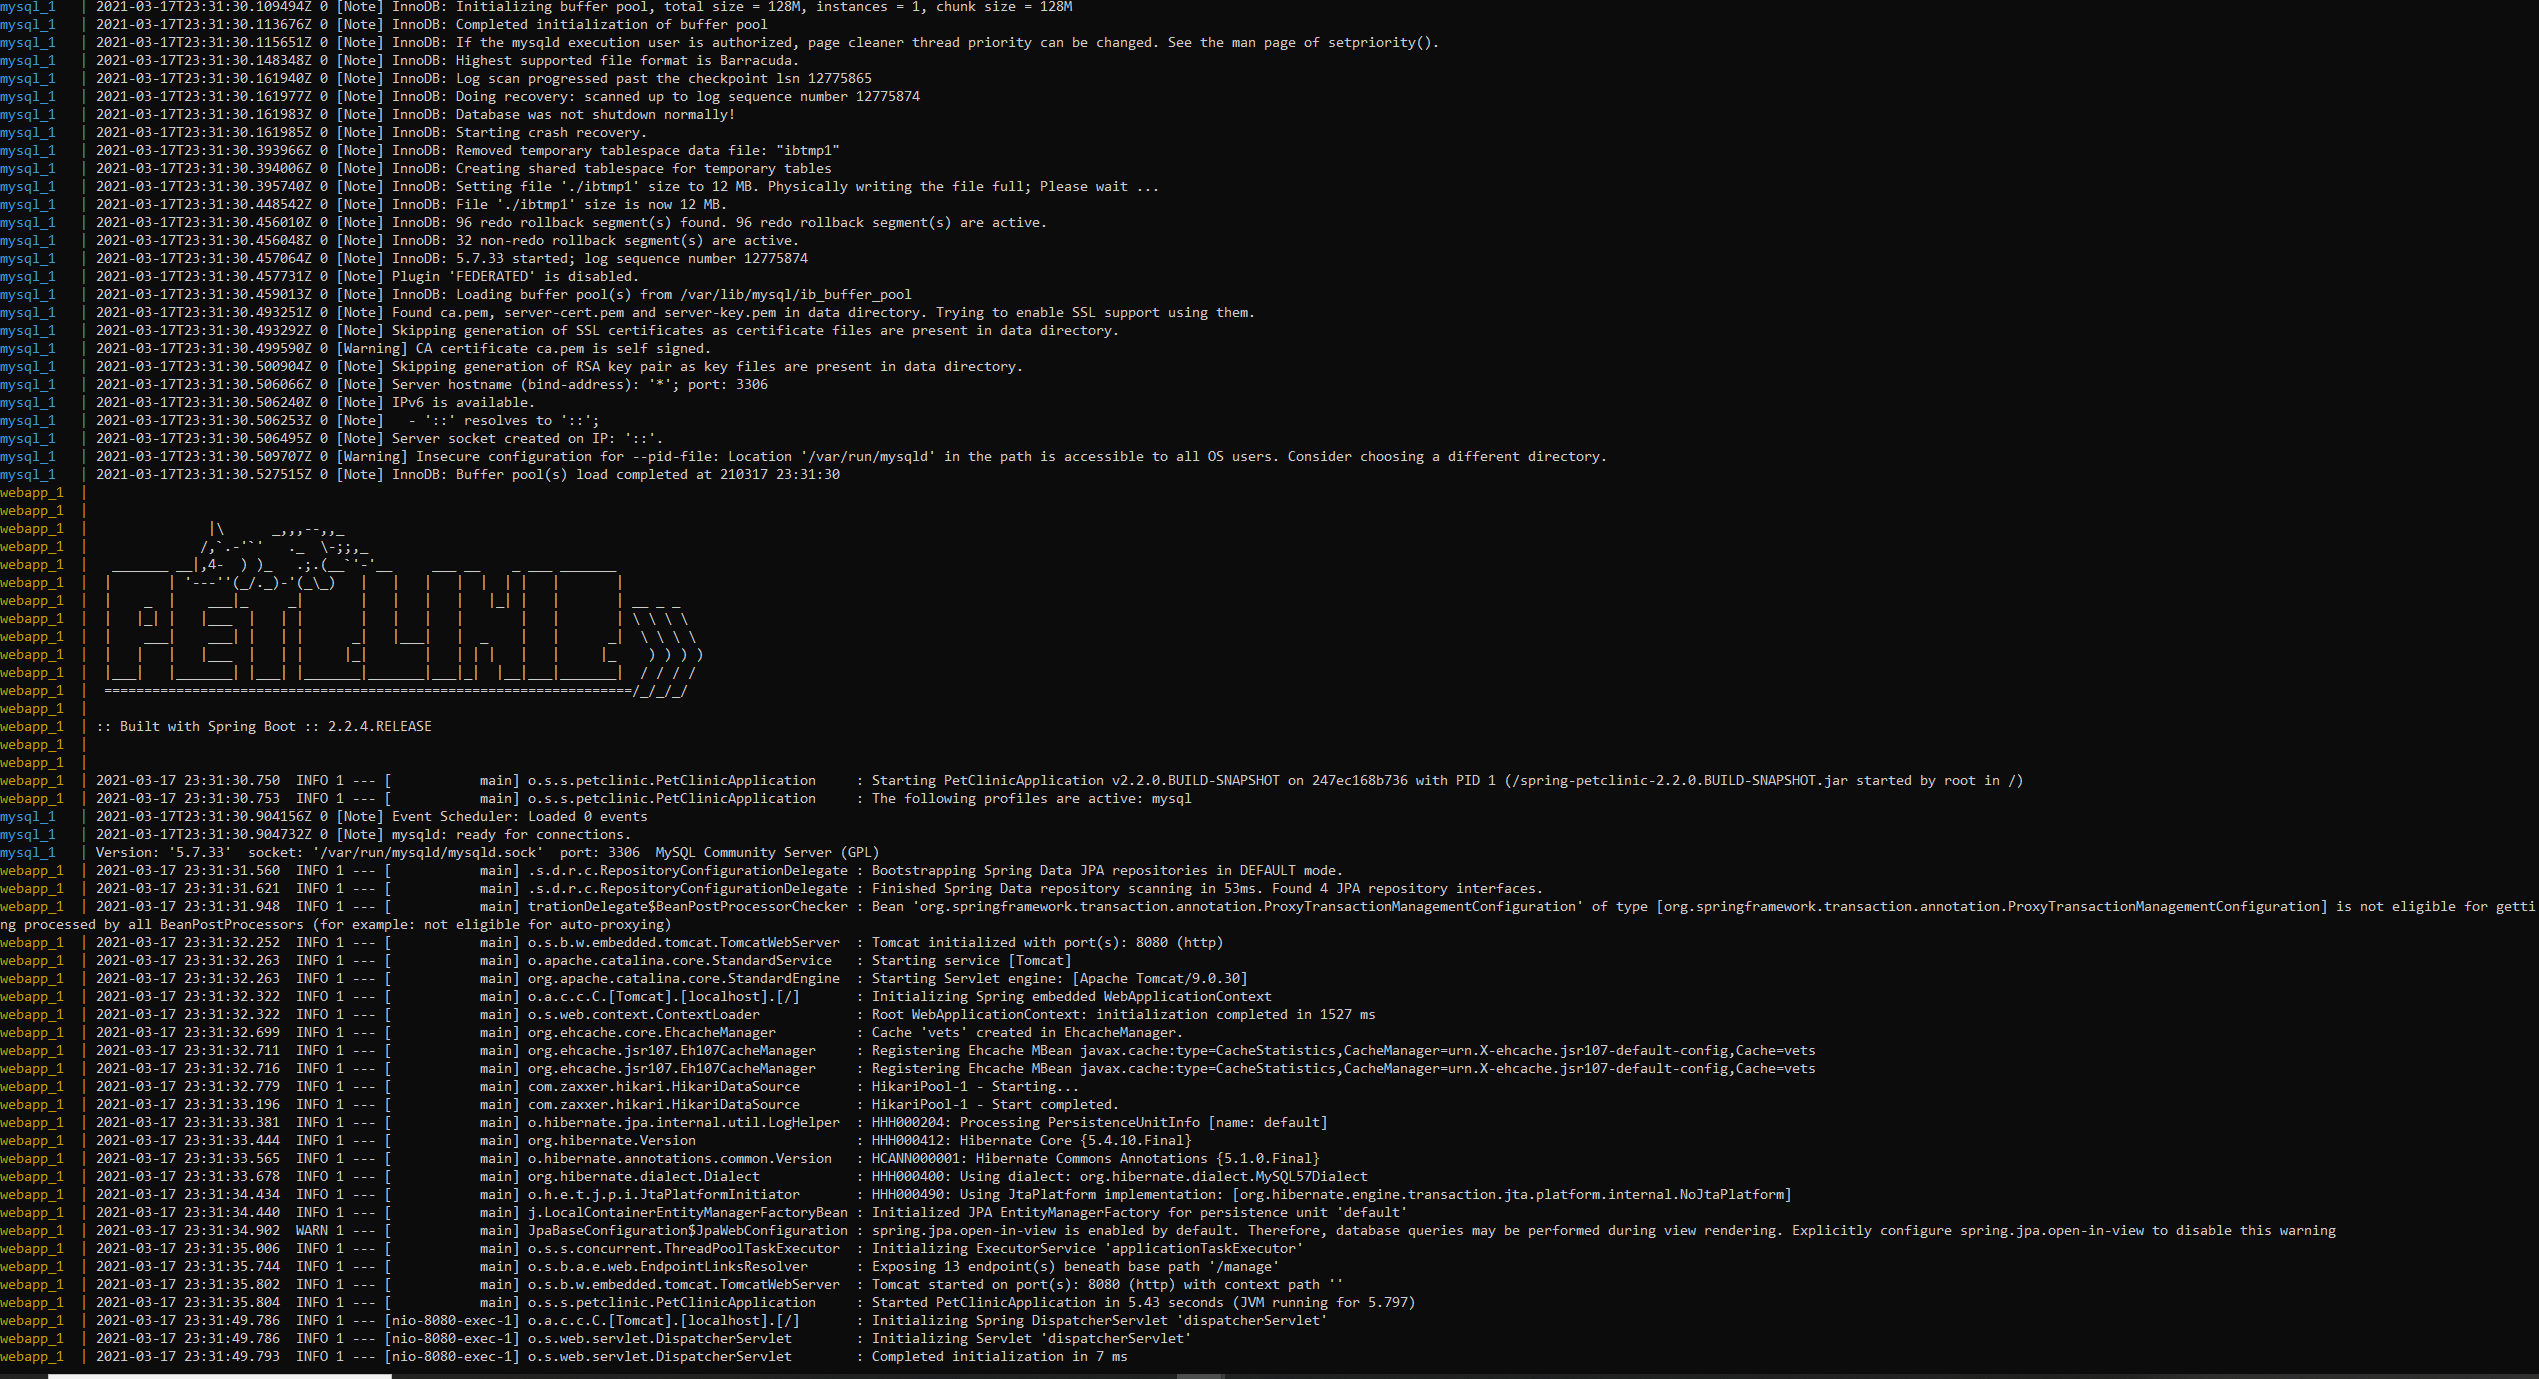 mysql_1   | 2021-03-17T23:31:30.109494Z 0 [Note] InnoDB: Initializing buffer pool, total size = 128M, instances = 1, chunk size = 128M
mysql_1   | 2021-03-17T23:31:30.113676Z 0 [Note] InnoDB: Completed initialization of buffer pool
mysql_1   | 2021-03-17T23:31:30.115651Z 0 [Note] InnoDB: If the mysqld execution user is authorized, page cleaner thread priority can be changed. See the man page of setpriority().
mysql_1   | 2021-03-17T23:31:30.148348Z 0 [Note] InnoDB: Highest supported file format is Barracuda.
mysql_1   | 2021-03-17T23:31:30.161940Z 0 [Note] InnoDB: Log scan progressed past the checkpoint lsn 12775865
mysql_1   | 2021-03-17T23:31:30.161977Z 0 [Note] InnoDB: Doing recovery: scanned up to log sequence number 12775874
mysql_1   | 2021-03-17T23:31:30.161983Z 0 [Note] InnoDB: Database was not shutdown normally!
mysql_1   | 2021-03-17T23:31:30.161985Z 0 [Note] InnoDB: Starting crash recovery.
mysql_1   | 2021-03-17T23:31:30.393966Z 0 [Note] InnoDB: Removed temporary tablespace data file: "ibtmp1"
mysql_1   | 2021-03-17T23:31:30.394006Z 0 [Note] InnoDB: Creating shared tablespace for temporary tables
mysql_1   | 2021-03-17T23:31:30.395740Z 0 [Note] InnoDB: Setting file './ibtmp1' size to 12 MB. Physically writing the file full; Please wait ...
mysql_1   | 2021-03-17T23:31:30.448542Z 0 [Note] InnoDB: File './ibtmp1' size is now 12 MB.
mysql_1   | 2021-03-17T23:31:30.456010Z 0 [Note] InnoDB: 96 redo rollback segment(s) found. 96 redo rollback segment(s) are active.
mysql_1   | 2021-03-17T23:31:30.456048Z 0 [Note] InnoDB: 32 non-redo rollback segment(s) are active.
mysql_1   | 2021-03-17T23:31:30.457064Z 0 [Note] InnoDB: 5.7.33 started; log sequence number 12775874
mysql_1   | 2021-03-17T23:31:30.457731Z 0 [Note] Plugin 'FEDERATED' is disabled.
mysql_1   | 2021-03-17T23:31:30.459013Z 0 [Note] InnoDB: Loading buffer pool(s) from /var/lib/mysql/ib_buffer_pool
mysql_1   | 2021-03-17T23:31:30.493251Z 0 [Note] Found ca.pem, server-cert.pem and server-key.pem in data directory. Trying to enable SSL support using them.
mysql_1   | 2021-03-17T23:31:30.493292Z 0 [Note] Skipping generation of SSL certificates as certificate files are present in data directory.
mysql_1   | 2021-03-17T23:31:30.499590Z 0 [Warning] CA certificate ca.pem is self signed.
mysql_1   | 2021-03-17T23:31:30.500904Z 0 [Note] Skipping generation of RSA key pair as key files are present in data directory.
mysql_1   | 2021-03-17T23:31:30.506066Z 0 [Note] Server hostname (bind-address): '*'; port: 3306
mysql_1   | 2021-03-17T23:31:30.506240Z 0 [Note] IPv6 is available.
mysql_1   | 2021-03-17T23:31:30.506253Z 0 [Note]   - '::' resolves to '::';
mysql_1   | 2021-03-17T23:31:30.506495Z 0 [Note] Server socket created on IP: '::'.
mysql_1   | 2021-03-17T23:31:30.509707Z 0 [Warning] Insecure configuration for --pid-file: Location '/var/run/mysqld' in the path is accessible to all OS users. Consider choosing a different directory.
mysql_1   | 2021-03-17T23:31:30.527515Z 0 [Note] InnoDB: Buffer pool(s) load completed at 210317 23:31:30
webapp_1  |
webapp_1  |
webapp_1  |               |\      _,,,--,,_
webapp_1  |              /,`.-'`'   ._  \-;;,_
webapp_1  |   _______ __|,4-  ) )_   .;.(__`'-'__     ___ __    _ ___ _______
webapp_1  |  |       | '---''(_/._)-'(_\_)   |   |   |   |  |  | |   |       |
webapp_1  |  |    _  |    ___|_     _|       |   |   |   |   |_| |   |       | __ _ _
webapp_1  |  |   |_| |   |___  |   | |       |   |   |   |       |   |       | \ \ \ \
webapp_1  |  |    ___|    ___| |   | |      _|   |___|   |  _    |   |      _|  \ \ \ \
webapp_1  |  |   |   |   |___  |   | |     |_|       |   | | |   |   |     |_    ) ) ) )
webapp_1  |  |___|   |_______| |___| |_______|_______|___|_|  |__|___|_______|  / / / /
webapp_1  |  ==================================================================/_/_/_/
webapp_1  |
webapp_1  | :: Built with Spring Boot :: 2.2.4.RELEASE
webapp_1  |
webapp_1  |
webapp_1  | 2021-03-17 23:31:30.750  INFO 1 --- [           main] o.s.s.petclinic.PetClinicApplication     : Starting PetClinicApplication v2.2.0.BUILD-SNAPSHOT on 247ec168b736 with PID 1 (/spring-petclinic-2.2.0.BUILD-SNAPSHOT.jar started by root in /)
webapp_1  | 2021-03-17 23:31:30.753  INFO 1 --- [           main] o.s.s.petclinic.PetClinicApplication     : The following profiles are active: mysql
mysql_1   | 2021-03-17T23:31:30.904156Z 0 [Note] Event Scheduler: Loaded 0 events
mysql_1   | 2021-03-17T23:31:30.904732Z 0 [Note] mysqld: ready for connections.
mysql_1   | Version: '5.7.33'  socket: '/var/run/mysqld/mysqld.sock'  port: 3306  MySQL Community Server (GPL)
webapp_1  | 2021-03-17 23:31:31.560  INFO 1 --- [           main] .s.d.r.c.RepositoryConfigurationDelegate : Bootstrapping Spring Data JPA repositories in DEFAULT mode.
webapp_1  | 2021-03-17 23:31:31.621  INFO 1 --- [           main] .s.d.r.c.RepositoryConfigurationDelegate : Finished Spring Data repository scanning in 53ms. Found 4 JPA repository interfaces.
webapp_1  | 2021-03-17 23:31:31.948  INFO 1 --- [           main] trationDelegate$BeanPostProcessorChecker : Bean 'org.springframework.transaction.annotation.ProxyTransactionManagementConfiguration' of type [org.springframework.transaction.annotation.ProxyTransactionManagementConfiguration] is not eligible for getti
ng processed by all BeanPostProcessors (for example: not eligible for auto-proxying)
webapp_1  | 2021-03-17 23:31:32.252  INFO 1 --- [           main] o.s.b.w.embedded.tomcat.TomcatWebServer  : Tomcat initialized with port(s): 8080 (http)
webapp_1  | 2021-03-17 23:31:32.263  INFO 1 --- [           main] o.apache.catalina.core.StandardService   : Starting service [Tomcat]
webapp_1  | 2021-03-17 23:31:32.263  INFO 1 --- [           main] org.apache.catalina.core.StandardEngine  : Starting Servlet engine: [Apache Tomcat/9.0.30]
webapp_1  | 2021-03-17 23:31:32.322  INFO 1 --- [           main] o.a.c.c.C.[Tomcat].[localhost].[/]       : Initializing Spring embedded WebApplicationContext
webapp_1  | 2021-03-17 23:31:32.322  INFO 1 --- [           main] o.s.web.context.ContextLoader            : Root WebApplicationContext: initialization completed in 1527 ms
webapp_1  | 2021-03-17 23:31:32.699  INFO 1 --- [           main] org.ehcache.core.EhcacheManager          : Cache 'vets' created in EhcacheManager.
webapp_1  | 2021-03-17 23:31:32.711  INFO 1 --- [           main] org.ehcache.jsr107.Eh107CacheManager     : Registering Ehcache MBean javax.cache:type=CacheStatistics,CacheManager=urn.X-ehcache.jsr107-default-config,Cache=vets
webapp_1  | 2021-03-17 23:31:32.716  INFO 1 --- [           main] org.ehcache.jsr107.Eh107CacheManager     : Registering Ehcache MBean javax.cache:type=CacheStatistics,CacheManager=urn.X-ehcache.jsr107-default-config,Cache=vets
webapp_1  | 2021-03-17 23:31:32.779  INFO 1 --- [           main] com.zaxxer.hikari.HikariDataSource       : HikariPool-1 - Starting...
webapp_1  | 2021-03-17 23:31:33.196  INFO 1 --- [           main] com.zaxxer.hikari.HikariDataSource       : HikariPool-1 - Start completed.
webapp_1  | 2021-03-17 23:31:33.381  INFO 1 --- [           main] o.hibernate.jpa.internal.util.LogHelper  : HHH000204: Processing PersistenceUnitInfo [name: default]
webapp_1  | 2021-03-17 23:31:33.444  INFO 1 --- [           main] org.hibernate.Version                    : HHH000412: Hibernate Core {5.4.10.Final}
webapp_1  | 2021-03-17 23:31:33.565  INFO 1 --- [           main] o.hibernate.annotations.common.Version   : HCANN000001: Hibernate Commons Annotations {5.1.0.Final}
webapp_1  | 2021-03-17 23:31:33.678  INFO 1 --- [           main] org.hibernate.dialect.Dialect            : HHH000400: Using dialect: org.hibernate.dialect.MySQL57Dialect
webapp_1  | 2021-03-17 23:31:34.434  INFO 1 --- [           main] o.h.e.t.j.p.i.JtaPlatformInitiator       : HHH000490: Using JtaPlatform implementation: [org.hibernate.engine.transaction.jta.platform.internal.NoJtaPlatform]
webapp_1  | 2021-03-17 23:31:34.440  INFO 1 --- [           main] j.LocalContainerEntityManagerFactoryBean : Initialized JPA EntityManagerFactory for persistence unit 'default'
webapp_1  | 2021-03-17 23:31:34.902  WARN 1 --- [           main] JpaBaseConfiguration$JpaWebConfiguration : spring.jpa.open-in-view is enabled by default. Therefore, database queries may be performed during view rendering. Explicitly configure spring.jpa.open-in-view to disable this warning
webapp_1  | 2021-03-17 23:31:35.006  INFO 1 --- [           main] o.s.s.concurrent.ThreadPoolTaskExecutor  : Initializing ExecutorService 'applicationTaskExecutor'
webapp_1  | 2021-03-17 23:31:35.744  INFO 1 --- [           main] o.s.b.a.e.web.EndpointLinksResolver      : Exposing 13 endpoint(s) beneath base path '/manage'
webapp_1  | 2021-03-17 23:31:35.802  INFO 1 --- [           main] o.s.b.w.embedded.tomcat.TomcatWebServer  : Tomcat started on port(s): 8080 (http) with context path ''
webapp_1  | 2021-03-17 23:31:35.804  INFO 1 --- [           main] o.s.s.petclinic.PetClinicApplication     : Started PetClinicApplication in 5.43 seconds (JVM running for 5.797)
webapp_1  | 2021-03-17 23:31:49.786  INFO 1 --- [nio-8080-exec-1] o.a.c.c.C.[Tomcat].[localhost].[/]       : Initializing Spring DispatcherServlet 'dispatcherServlet'
webapp_1  | 2021-03-17 23:31:49.786  INFO 1 --- [nio-8080-exec-1] o.s.web.servlet.DispatcherServlet        : Initializing Servlet 'dispatcherServlet'
webapp_1  | 2021-03-17 23:31:49.793  INFO 1 --- [nio-8080-exec-1] o.s.web.servlet.DispatcherServlet        : Completed initialization in 7 ms